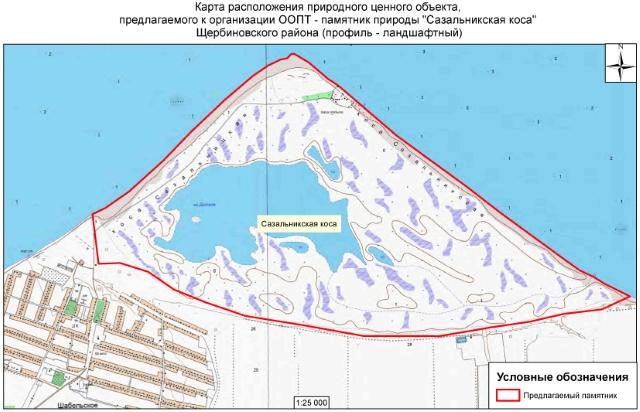 Карта расположения природного ценного объекта,
предлагаемого к организации ООПТ - памятник природы "Сазальникская коса"
Щербиновского района (профиль - ландшафтный)
N
Сазальникская коса
Шабельское
1:25 000
Условные обозначения
Предлагаемый памятник